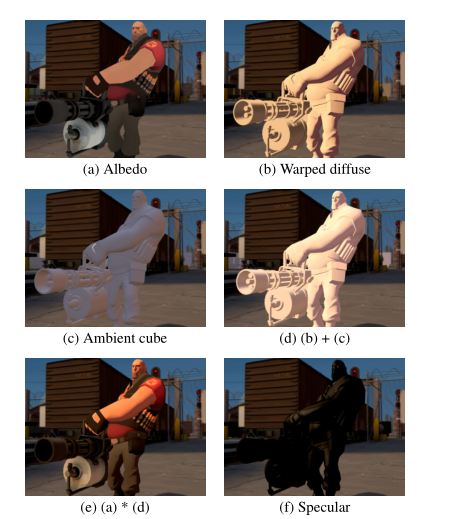 (a) Albedo
(b) Warped diffuse
(c) Ambient cube
(d) (b) + (c)
(e) (a) * (d)
(f) Specular